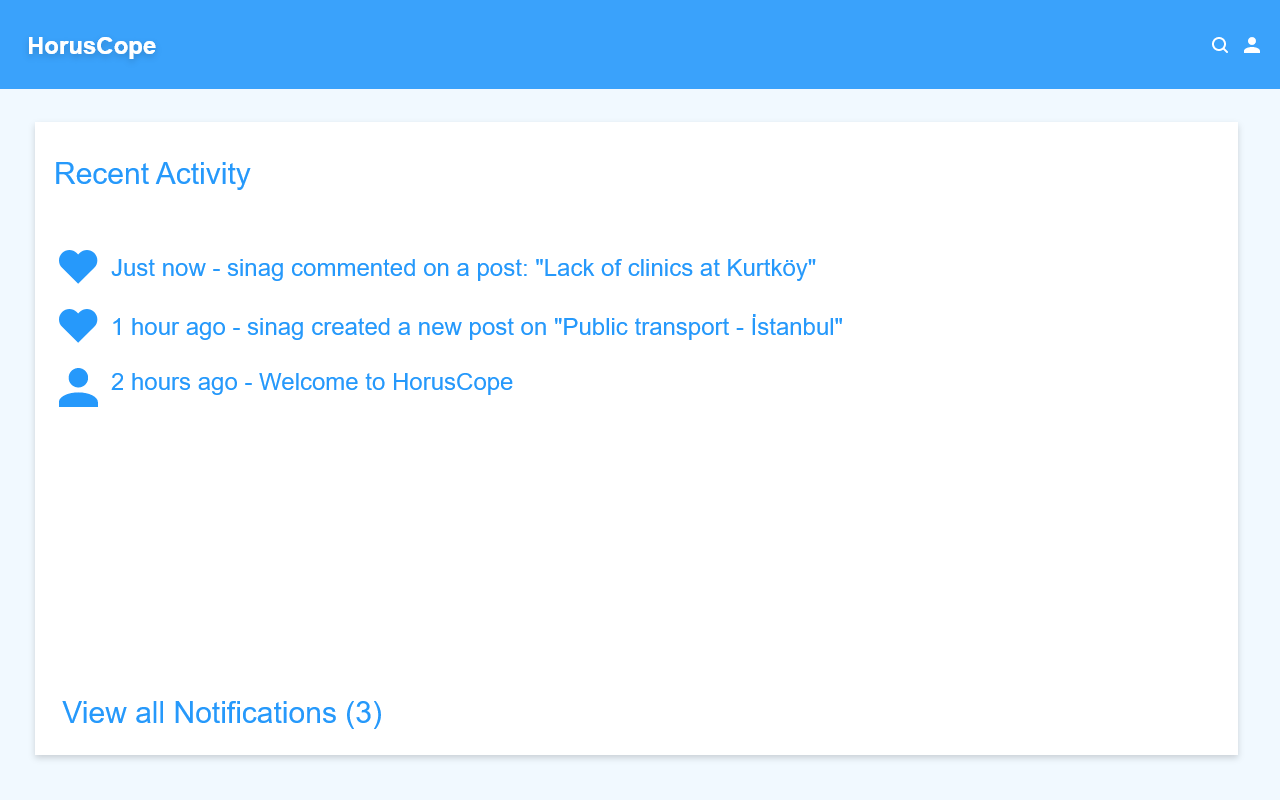 HorusCope
Recent Activity
Just now - sinag commented on a post: "Lack of clinics at Kurtköy"
1 hour ago - sinag created a new post on "Public transport - İstanbul"
2 hours ago - Welcome to HorusCope
View all Notifications (3)